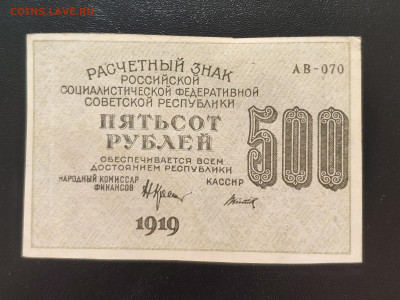 COINS.LAVE.RU
РАСЧЕТНЫЙ ЗНАК
РОССИЙСКОЙ
СОЦИАЛИСТИЧЕСКОЙ ФЕДЕРАТИВНОЙ
СОВЕТСКОЙ РЕСПУБЛИКИ
АВ-070
ПЯТЬСОТ
РУБЛЕЙ
500
ОБЕСПЕЧИВАЕТСЯ ВСЕМ
ДОСТОЯНИЕМ РЕСПУБЛИКИ
НАРОДНЫЙ КОМИССАР
ФИНАНСОВ
КАССИР
1919